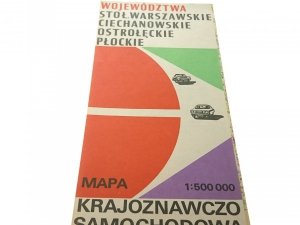 WOJEWÓDZTWA
STOŁ.WARSZAWSKIE
CIECHANOWSKIE
OSTROŁĘCKIE
PŁOCKIE
MAPA 1:500 000
KRAJOZNAWCZO
SAMOCHODOWA